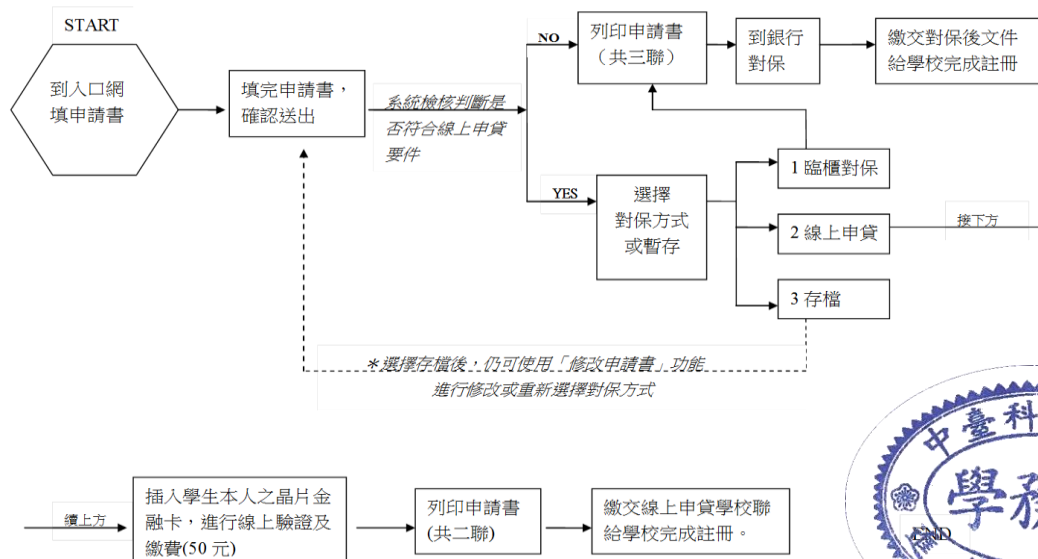 START
到入口網
填申請書
填完申請書，
確認送出
系統檢核判斷是
否符合線上申貸
要件
NO
列印申請書
（共三聯）
到銀行
對保
繳交對保後文件
給學校完成註冊
YES
選擇
對保方式
或暫存
1 臨櫃對保
2 線上申貸
接下方
3 存檔
＊選擇存檔後，仍可使用「修改申請書」功能
進行修改或重新選擇對保方式
續上方
插入學生本人之晶片金
融卡，進行線上驗證及
繳費(50 元)
列印申請書
(共二聯)
繳交線上申貸學校聯
給學校完成註冊。
END
中臺科
學務